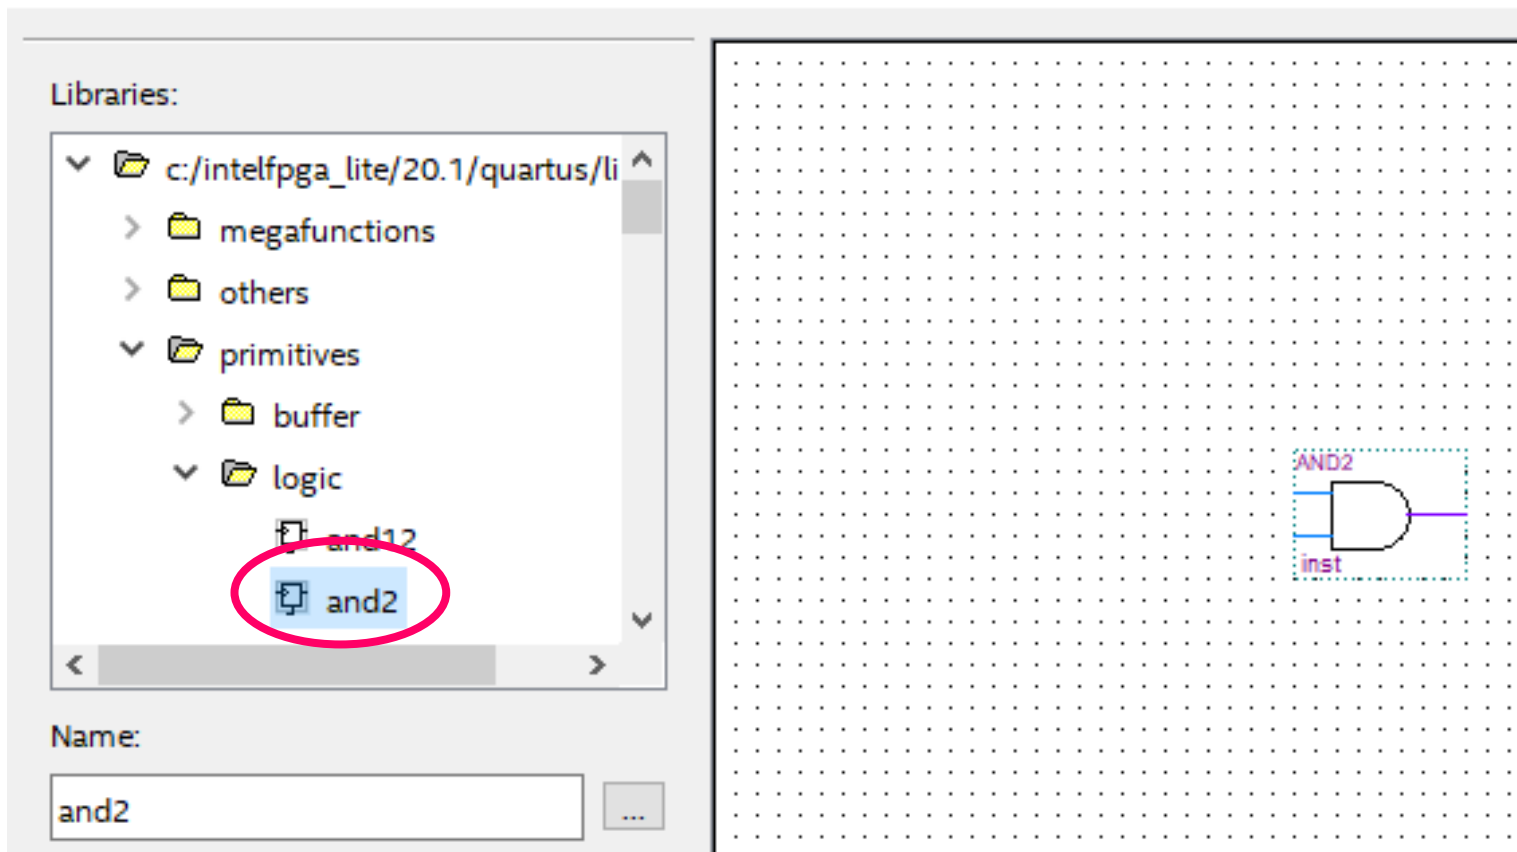 Libraries:
c:/intelfpga_lite/20.1/quartus/li
megafunctions
others
primitives
buffer
logic
and12
and2
Name:
and2
...
AND2
inst